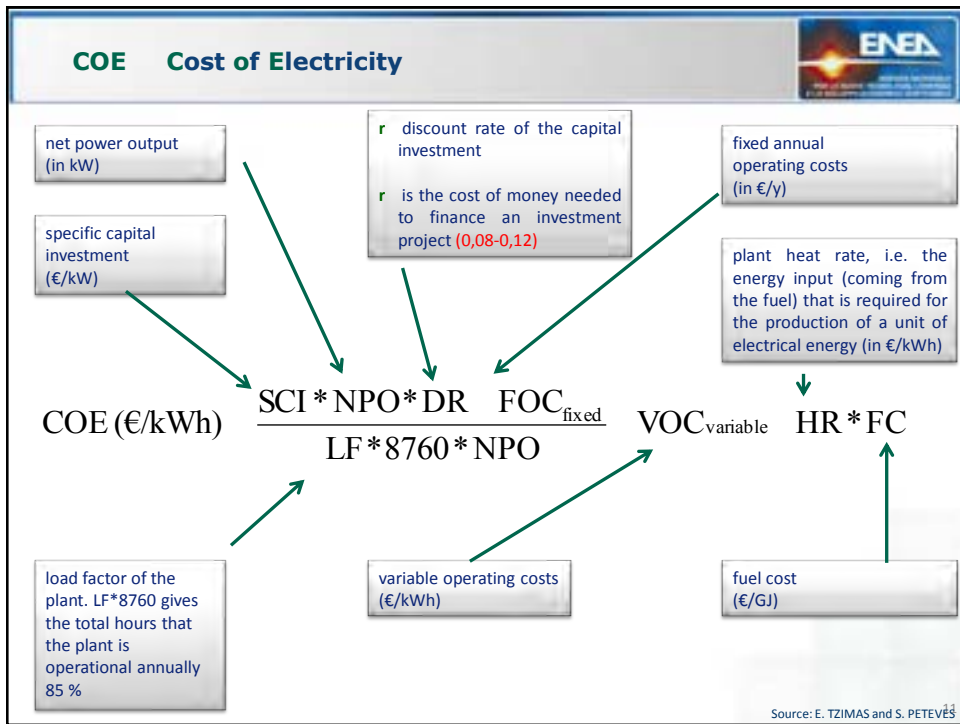 COE Cost of Electricity
ENEA
net power output
(in kW)
r discount rate of the capital
investment
r is the cost of money needed
to finance an investment
project (0,08-0,12)
fixed annual
operating costs
(in €/y)
specific capital
investment
(€/kW)
plant heat rate, i.e. the
energy input (coming from
the fuel) that is required for
the production of a unit of
electrical energy (in €/kWh)
COE (€/kWh) SCI*NPO*DR FOCfixed VOCvariable HR*FC
LF*8760*NPO
load factor of the
plant. LF*8760 gives
the total hours that
the plant is
operational annually
85 %
variable operating costs
(€/kWh)
fuel cost
(€/GJ)
Source: E. TZIMAS and S. PETEVES
11